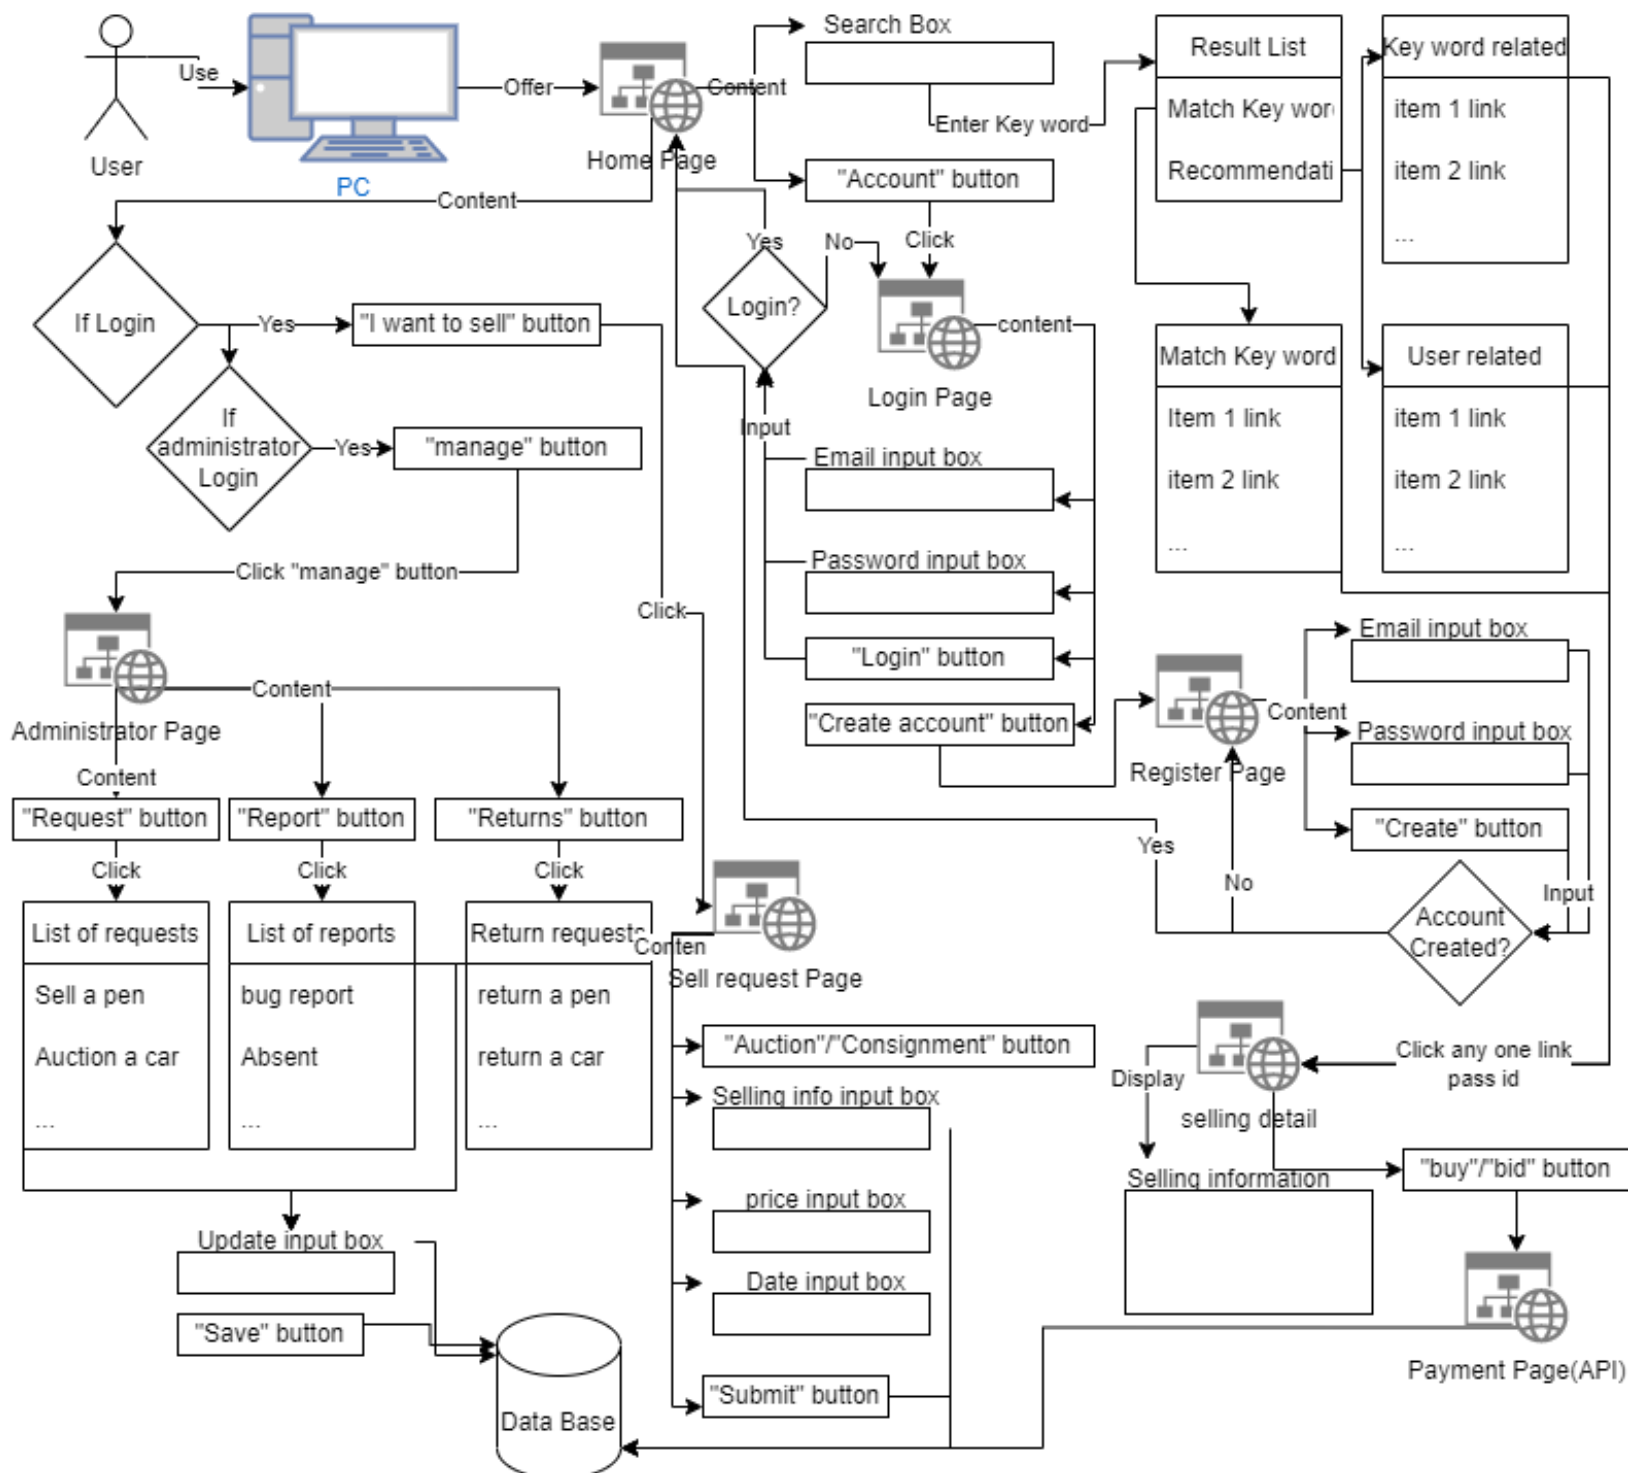 User
Use
PC
Offer
Home Page
Content
Search Box
Enter Key word
"Account" button
Click
Result List
Match Key wor
Recommendati
Key word related
item 1 link
item 2 link
...
Content
If Login
Yes
"I want to sell" button
If
administrator
Login
Yes
"manage" button
Click "manage" button
Click
Yes
No
Login?
Login Page
content
Input
Email input box
Password input box
"Login" button
"Create account" button
Match Key word
Item 1 link
item 2 link
...
User related
item 1 link
item 2 link
...
Register Page
Content
Email input box
Password input box
"Create" button
Input
Account
Created?
Yes
No
Administrator Page
Content
Content
"Request" button
"Report" button
"Returns" button
Click
Click
Click
List of requests
Sell a pen
Auction a car
...
List of reports
bug report
Absent
...
Return requests
return a pen
return a car
...
Update input box
"Save" button
Data Base
Conten
Sell request Page
"Auction"/"Consignment" button
Selling info input box
price input box
Date input box
"Submit" button
Click any one link
pass id
selling detail
Display
Selling information
"buy"/"bid" button
Payment Page(API)